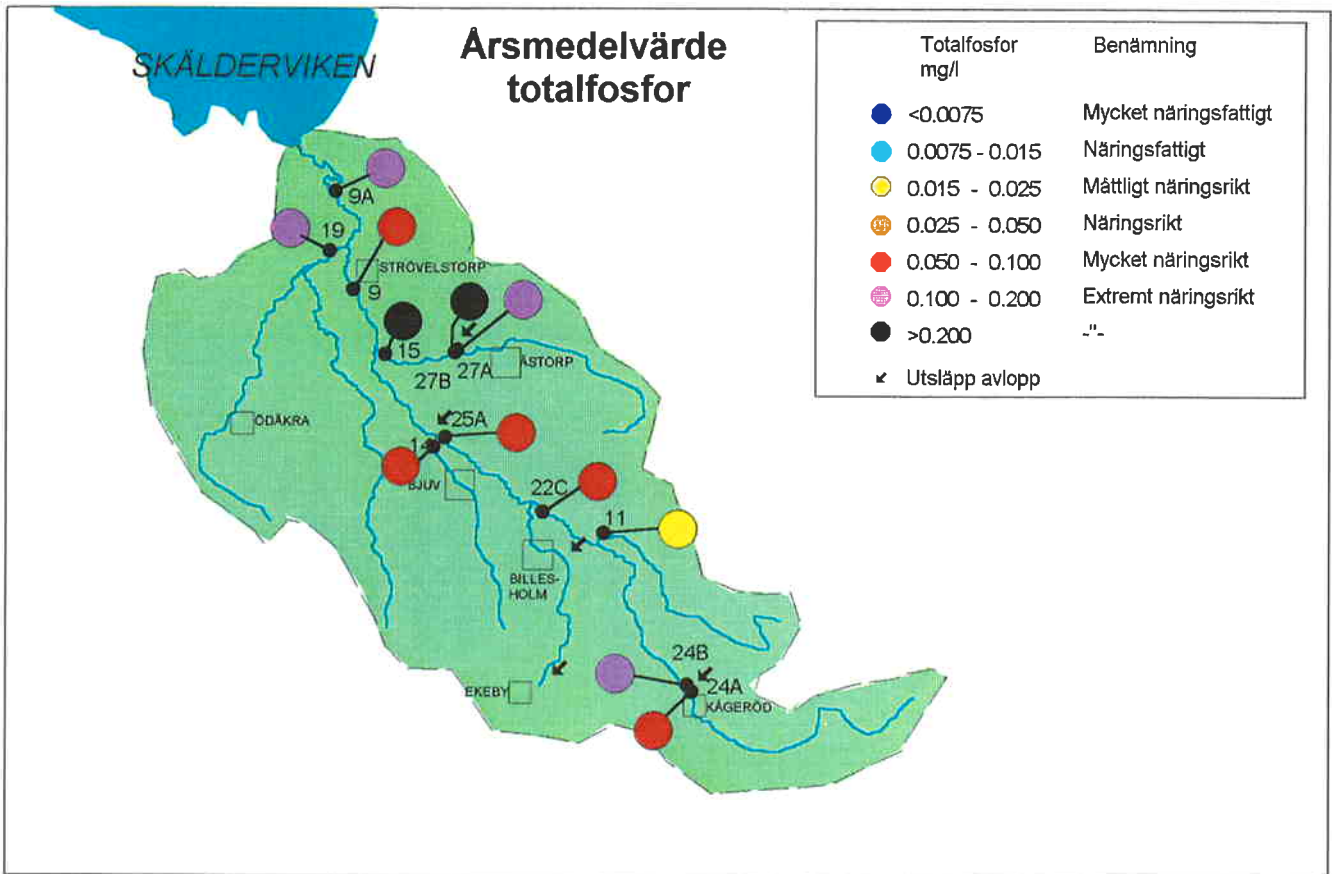 Årsmedelvärde
totalfosfor
SKÄLDERVIKEN
Totalfosfor Benämning
mg/l
<0.0075 Mycket näringsfattigt
0.0075 - 0.015 Näringsfattigt
0.015 - 0.025 Måttligt näringsrikt
0.025 - 0.050 Näringsrikt
0.050 - 0.100 Mycket näringsrikt
0.100 - 0.200 Extremt näringsrikt
>0.200 -"-
Utsläpp avlopp
9A
19
STRÖVELSTORP
9
15
27A
ÅSTORP
27B
25A
ÖDÅKRA
14
BJUV
22C
11
BILLES-
HOLM
24B
24A
EKEBY
KÅGERÖD